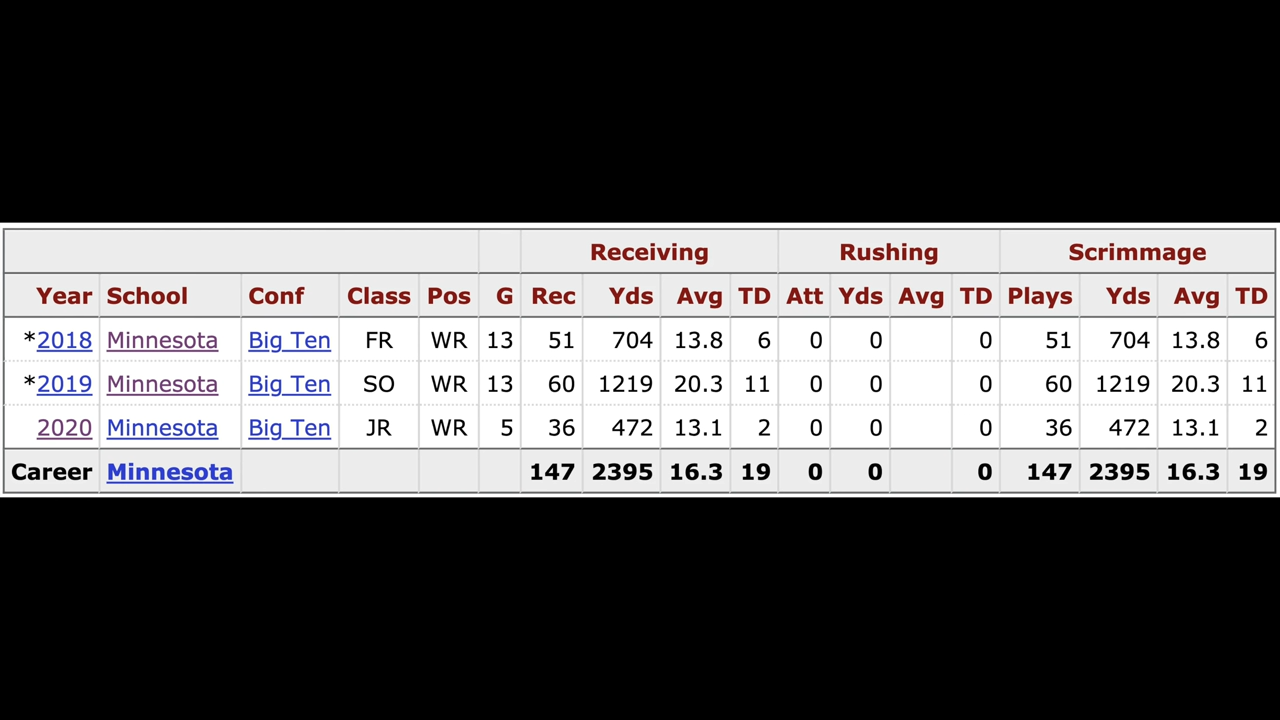 Receiving Rushing Scrimmage
Year School Conf Class Pos G Rec Yds Avg TD Att Yds Avg TD Plays Yds Avg TD
*2018 Minnesota Big Ten FR WR 13 51 704 13.8 6 0 0 0 51 704 13.8 6
*2019 Minnesota Big Ten SO WR 13 60 1219 20.3 11 0 0 0 60 1219 20.3 11
2020 Minnesota Big Ten JR WR 5 36 472 13.1 2 0 0 0 36 472 13.1 2
Career Minnesota 147 2395 16.3 19 0 0 0 147 2395 16.3 19